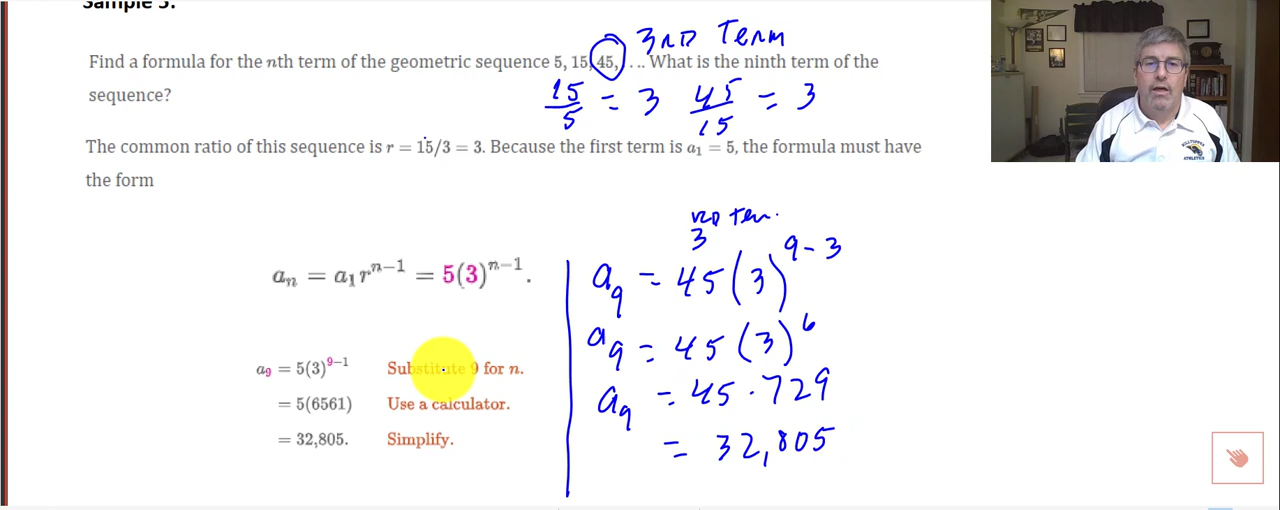 Sample 5:
3RD Term
Find a formula for the nth term of the geometric sequence 5, 15, 45, … What is the ninth term of the
sequence?
15/5 = 3 45/15 = 3
The common ratio of this sequence is r = 15/3 = 3. Because the first term is a₁ = 5, the formula must have
the form
aₙ = a₁rⁿ⁻¹ = 5(3)ⁿ⁻¹.
a₉ = 5(3)⁹⁻¹ Substitute 9 for n.
= 5(6561) Use a calculator.
= 32,805. Simplify.
3
a₉ = 45(3)⁹⁻³
a₉ = 45(3)⁶
a₉ = 45 · 729
= 32,805
HILLTOPPER
ATHLETICS